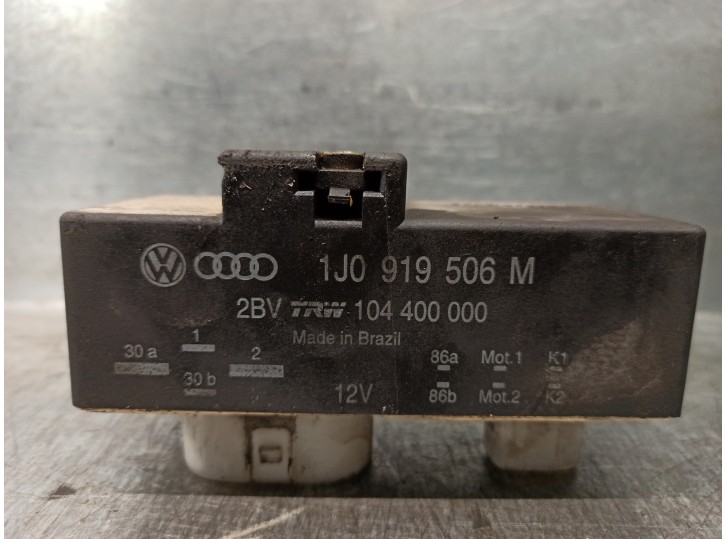 VW 1J0 919 506 M
2BV TRW 104 400 000
Made in Brazil
30 a 1 2 86a Mot.1 K1
30 b 12V 86b Mot.2 K2